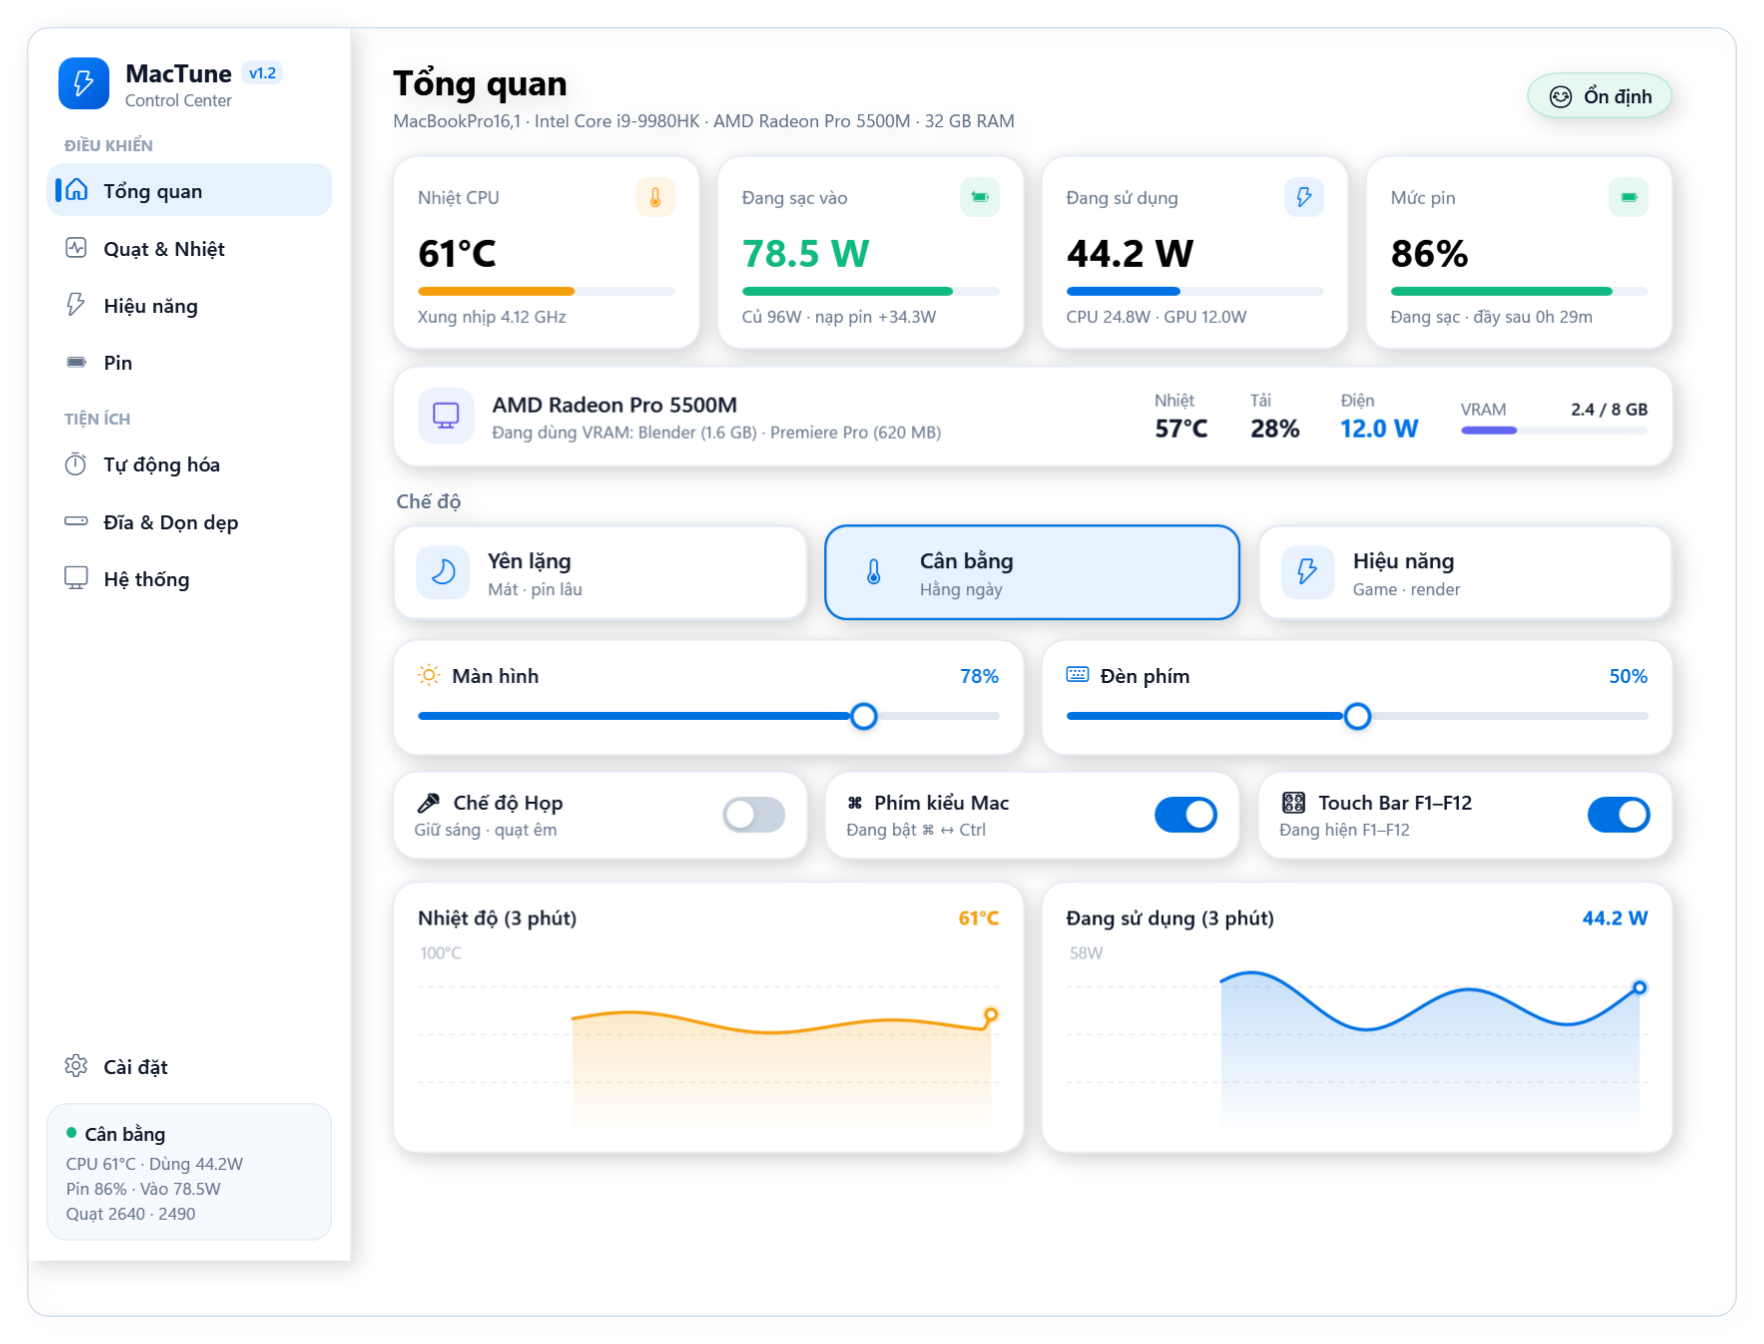 MacTune v1.2
Control Center
ĐIỀU KHIỂN
Tổng quan
Quạt & Nhiệt
Hiệu năng
Pin
TIỆN ÍCH
Tự động hóa
Đĩa & Dọn dẹp
Hệ thống
Cài đặt
Cân bằng
CPU 61°C · Dùng 44.2W
Pin 86% · Vào 78.5W
Quạt 2640 · 2490
Tổng quan
MacBookPro16,1 · Intel Core i9-9980HK · AMD Radeon Pro 5500M · 32 GB RAM
Ổn định
Nhiệt CPU
61°C
Xung nhịp 4.12 GHz
Đang sạc vào
78.5 W
Củ 96W · nạp pin +34.3W
Đang sử dụng
44.2 W
CPU 24.8W · GPU 12.0W
Mức pin
86%
Đang sạc · đầy sau 0h 29m
AMD Radeon Pro 5500M
Đang dùng VRAM: Blender (1.6 GB) · Premiere Pro (620 MB)
Nhiệt
57°C
Tải
28%
Điện
12.0 W
VRAM 2.4 / 8 GB
Chế độ
Yên lặng
Mát · pin lâu
Cân bằng
Hằng ngày
Hiệu năng
Game · render
Màn hình 78%
Đèn phím 50%
Chế độ Họp
Giữ sáng · quạt êm
⌘ Phím kiểu Mac
Đang bật ⌘ ↔ Ctrl
Touch Bar F1–F12
Đang hiện F1–F12
Nhiệt độ (3 phút) 61°C
100°C
Đang sử dụng (3 phút) 44.2 W
58W